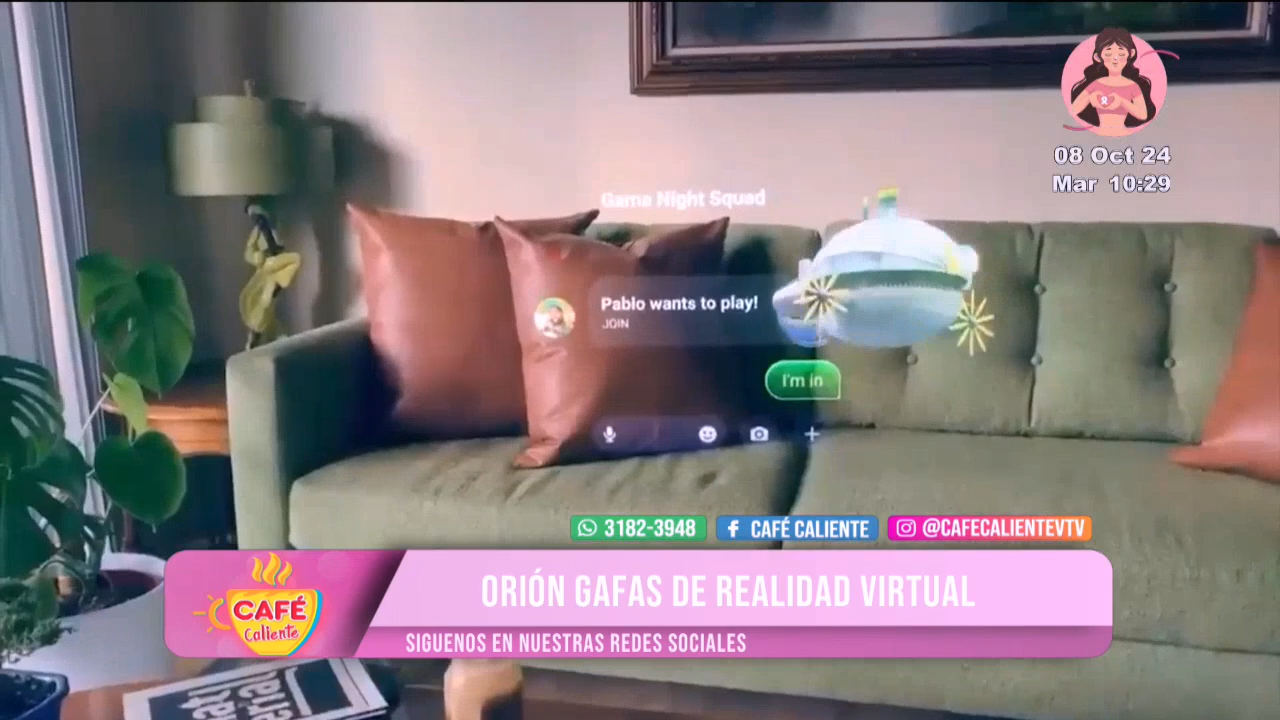 08 Oct 24
Mar 10:29
Game Night Squad
Pablo wants to play!
JOIN
I'm in
3182-3948
CAFÉ CALIENTE
@CAFECALIENTEVTV
CAFÉ
Caliente
ORIÓN GAFAS DE REALIDAD VIRTUAL
SIGUENOS EN NUESTRAS REDES SOCIALES